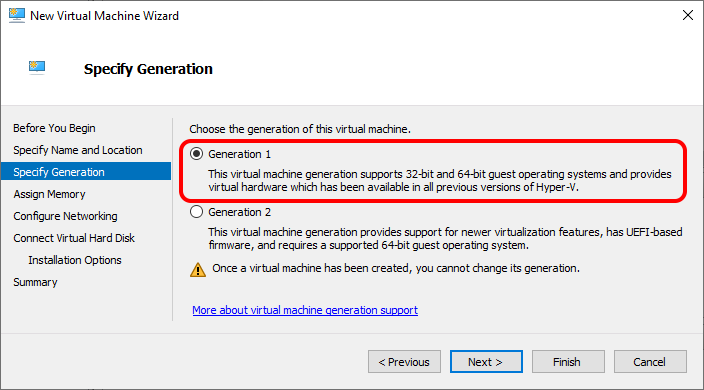 New Virtual Machine Wizard
Specify Generation
Before You Begin
Specify Name and Location
Specify Generation
Assign Memory
Configure Networking
Connect Virtual Hard Disk
Installation Options
Summary
Choose the generation of this virtual machine.
Generation 1
This virtual machine generation supports 32-bit and 64-bit guest operating systems and provides
virtual hardware which has been available in all previous versions of Hyper-V.
Generation 2
This virtual machine generation provides support for newer virtualization features, has UEFI-based
firmware, and requires a supported 64-bit guest operating system.
Once a virtual machine has been created, you cannot change its generation.
More about virtual machine generation support
< Previous
Next >
Finish
Cancel